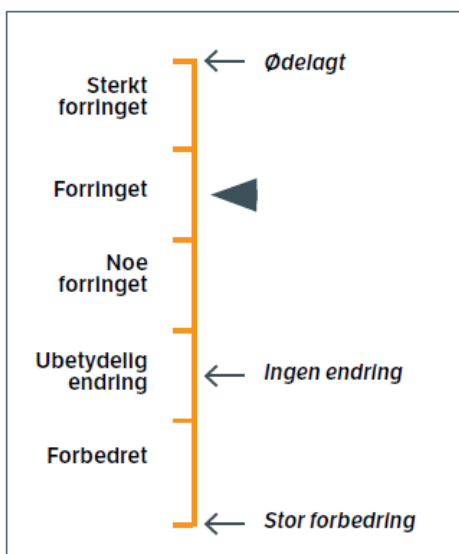 Ødelagt
Sterkt
forringet
Forringet
Noe
forringet
Ubetydelig
endring
Ingen endring
Forbedret
Stor forbedring